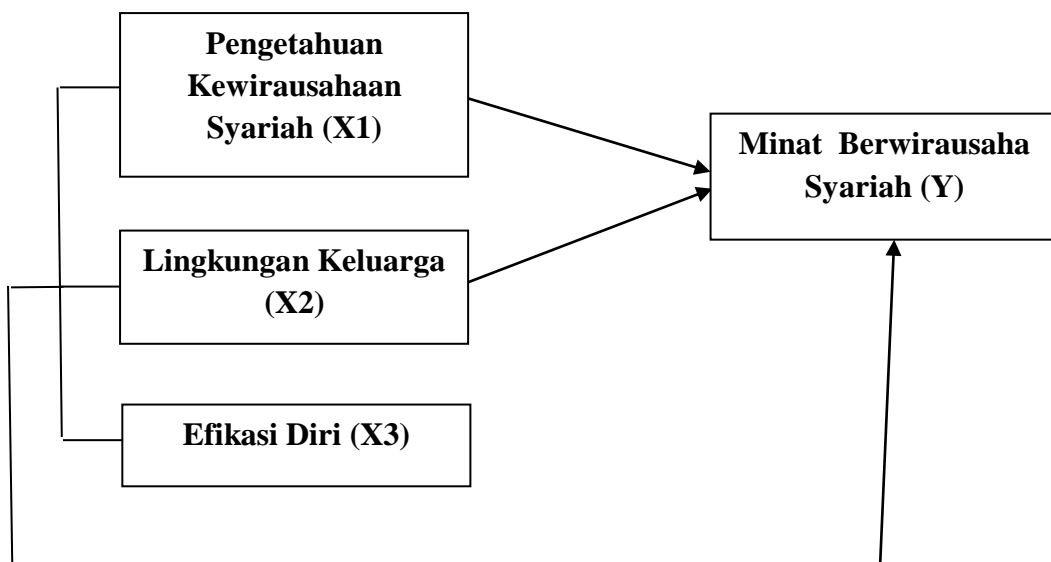 Pengetahuan
Kewirausahaan
Syariah (X1)
Minat Berwirausaha
Syariah (Y)
Lingkungan Keluarga
(X2)
Efikasi Diri (X3)